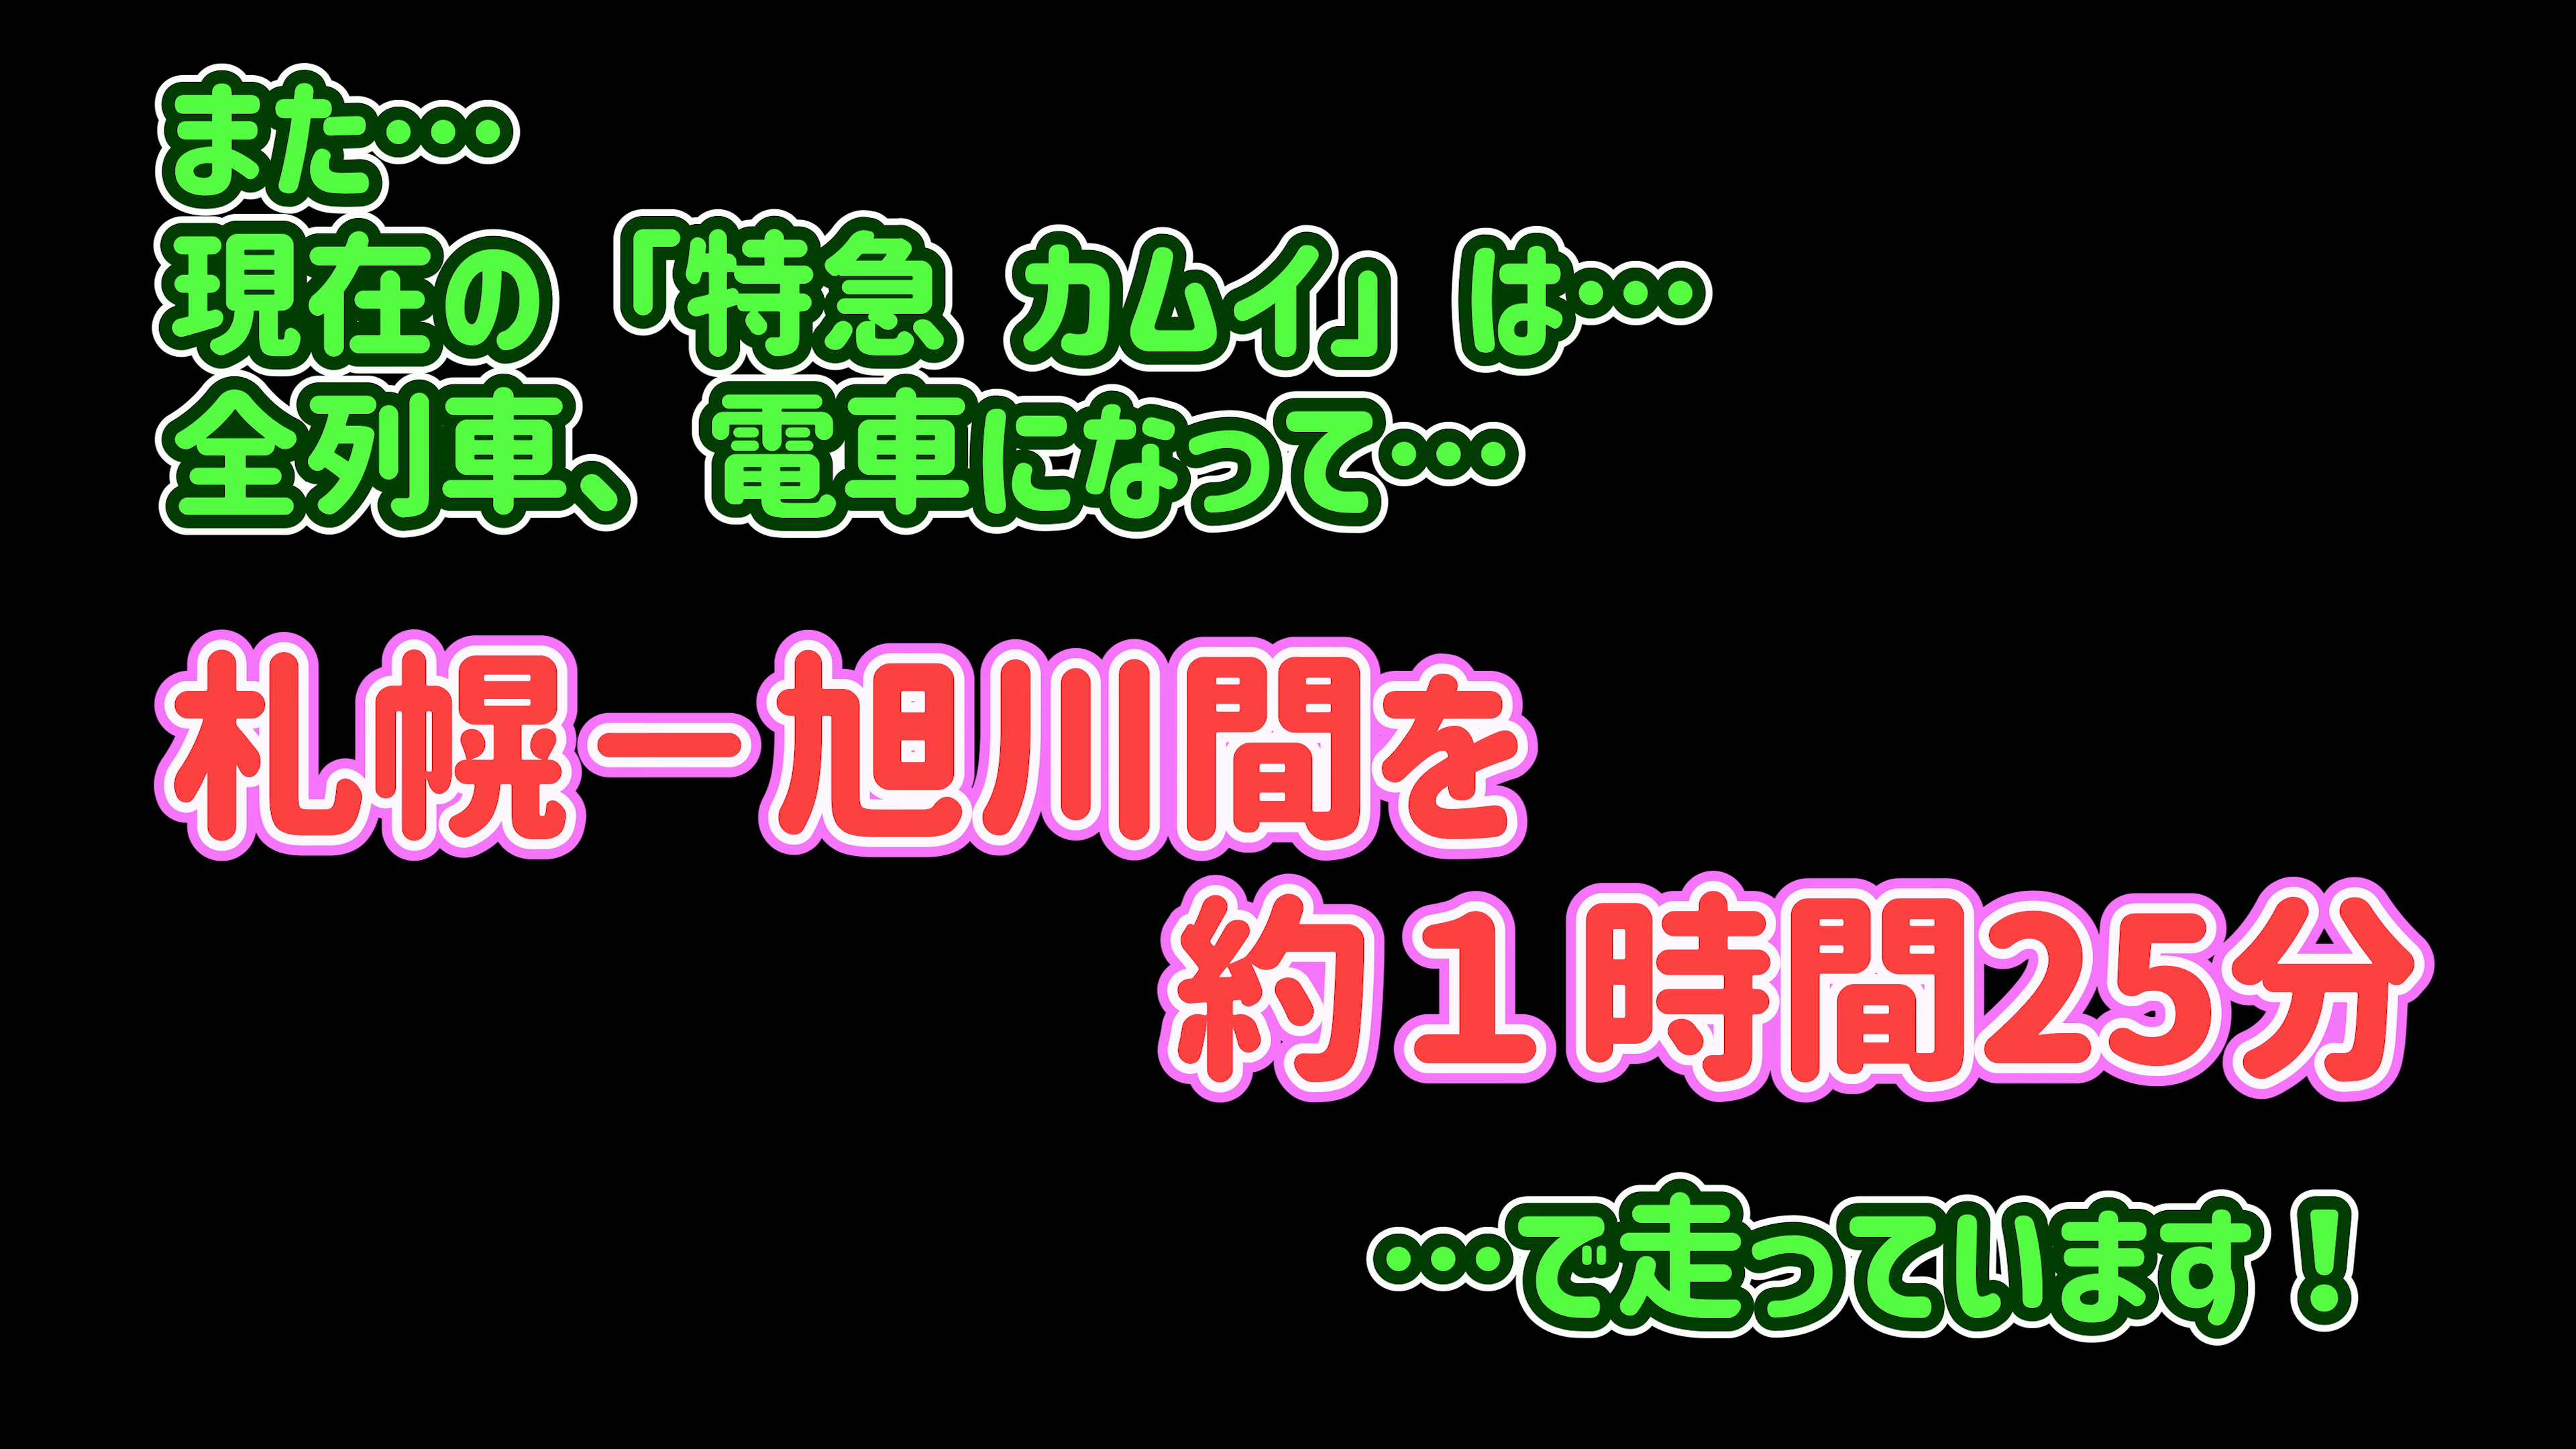 また…
現在の「特急 カムイ」は…
全列車、電車になって…
札幌ー旭川間を
約１時間25分
…で走っています！